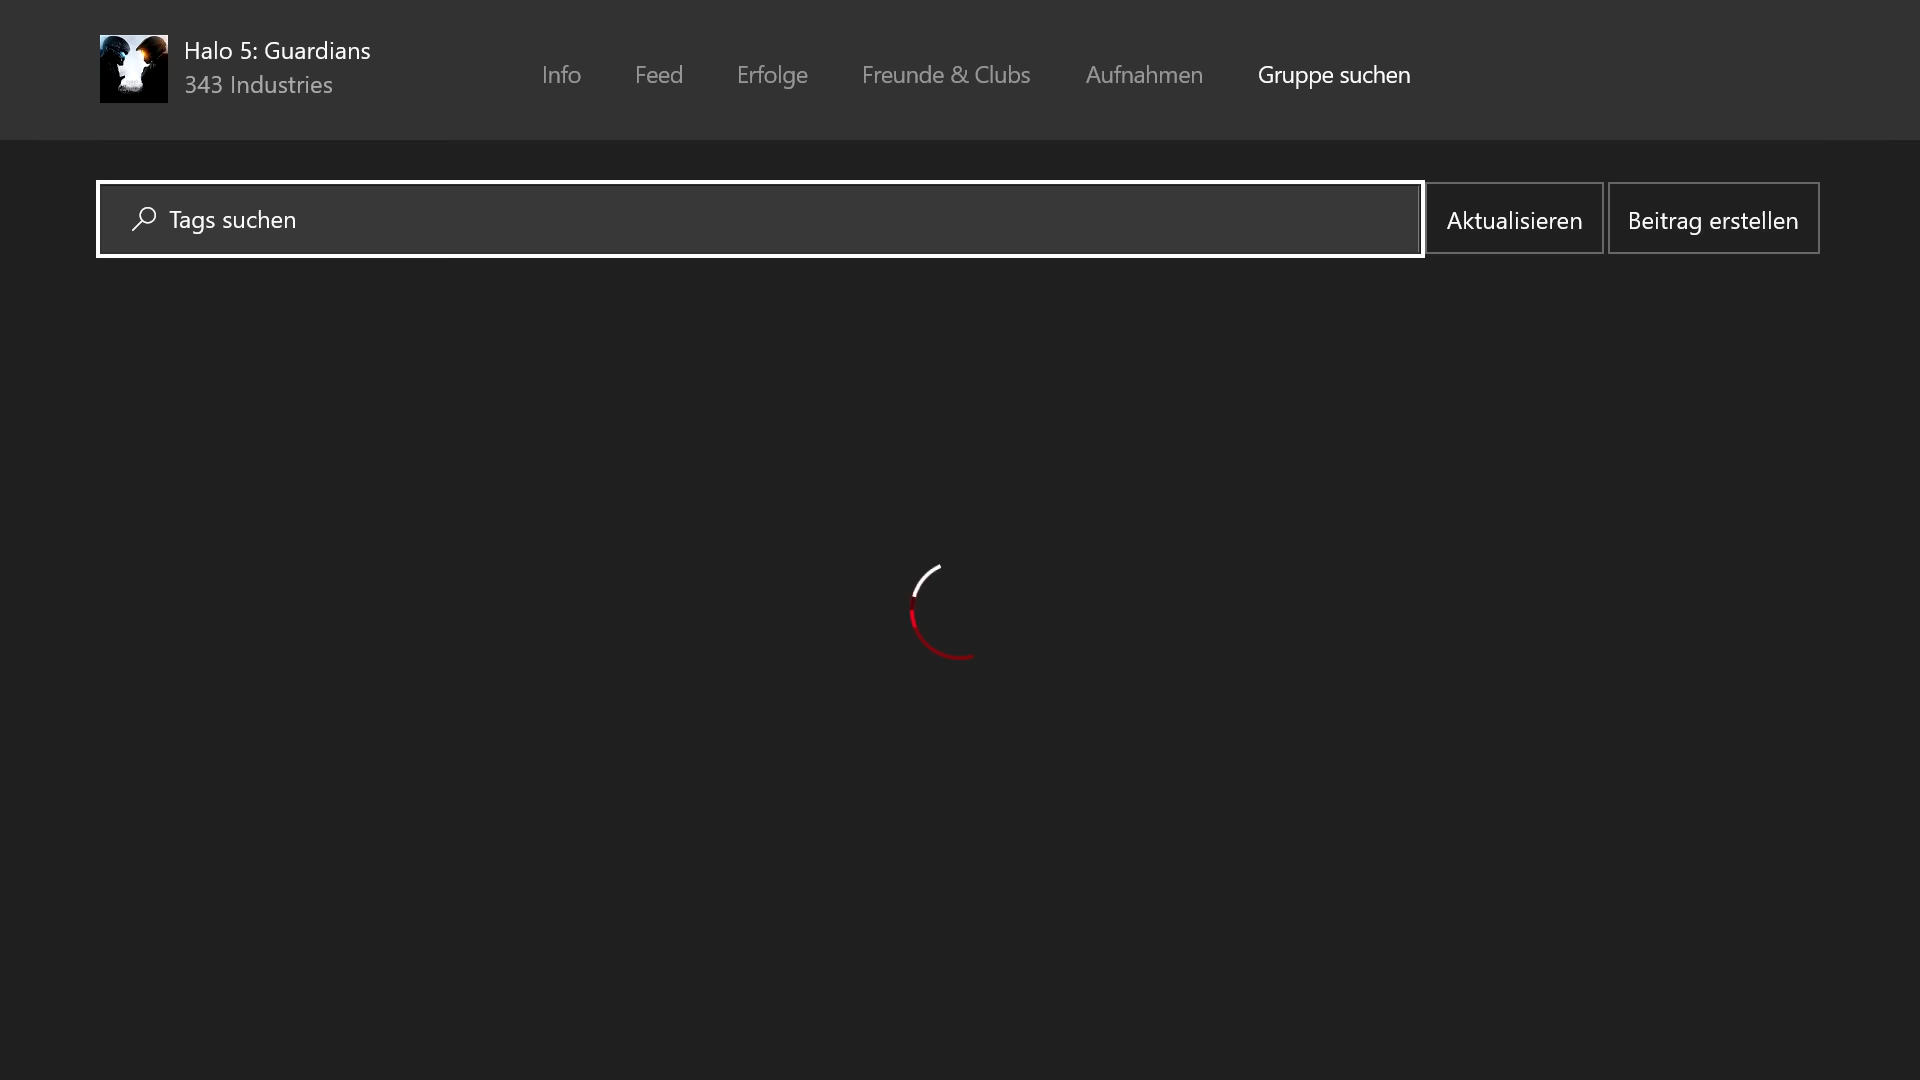 Halo 5: Guardians
343 Industries
Info
Feed
Erfolge
Freunde & Clubs
Aufnahmen
Gruppe suchen
Tags suchen
Aktualisieren
Beitrag erstellen